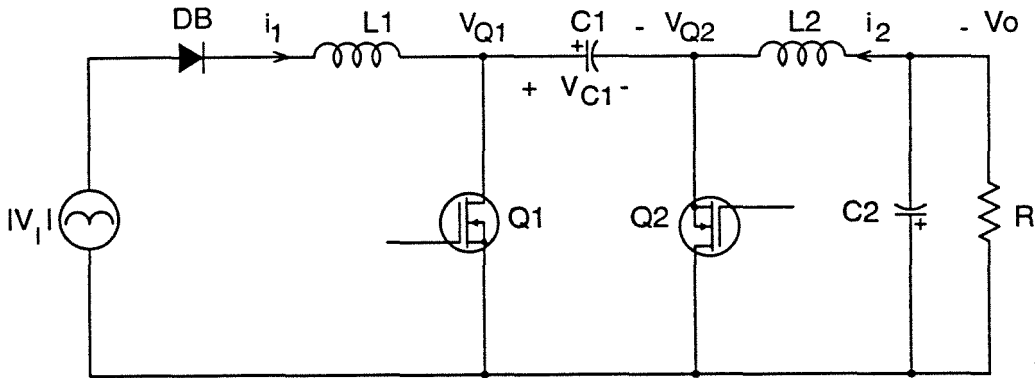 DB i1 L1 VQ1 C1 - VQ2 L2 i2 - Vo
+
+ VC1 -
|VI| Q1 Q2 C2 R
+